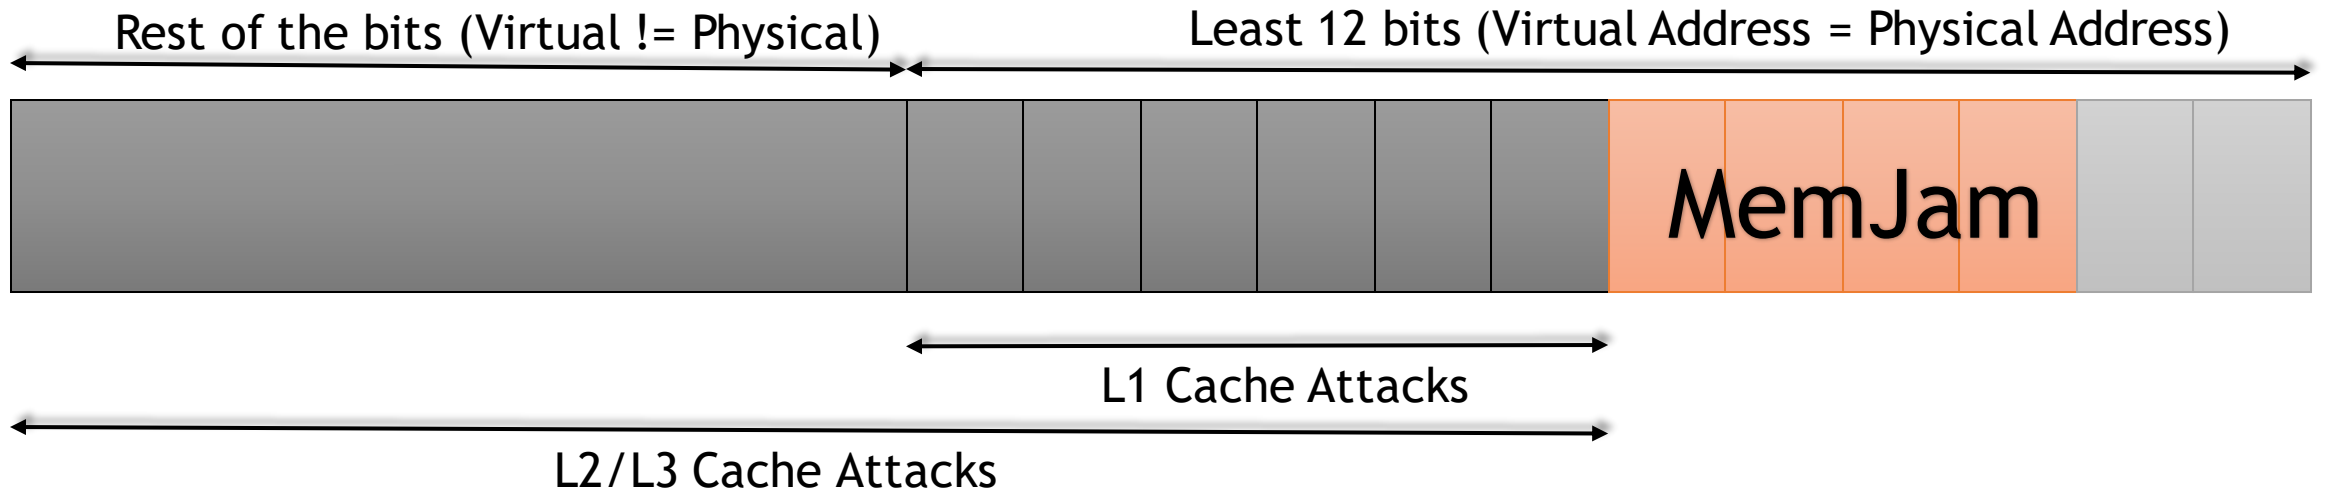 Rest of the bits (Virtual != Physical)
Least 12 bits (Virtual Address = Physical Address)
MemJam
L1 Cache Attacks
L2/L3 Cache Attacks